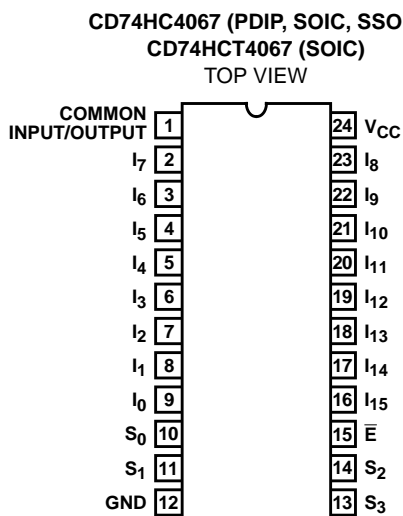 CD74HC4067 (PDIP, SOIC, SSO
CD74HCT4067 (SOIC)
TOP VIEW
COMMON
INPUT/OUTPUT 1 24 VCC
I7 2 23 I8
I6 3 22 I9
I5 4 21 I10
I4 5 20 I11
I3 6 19 I12
I2 7 18 I13
I1 8 17 I14
I0 9 16 I15
S0 10 15 E̅
S1 11 14 S2
GND 12 13 S3